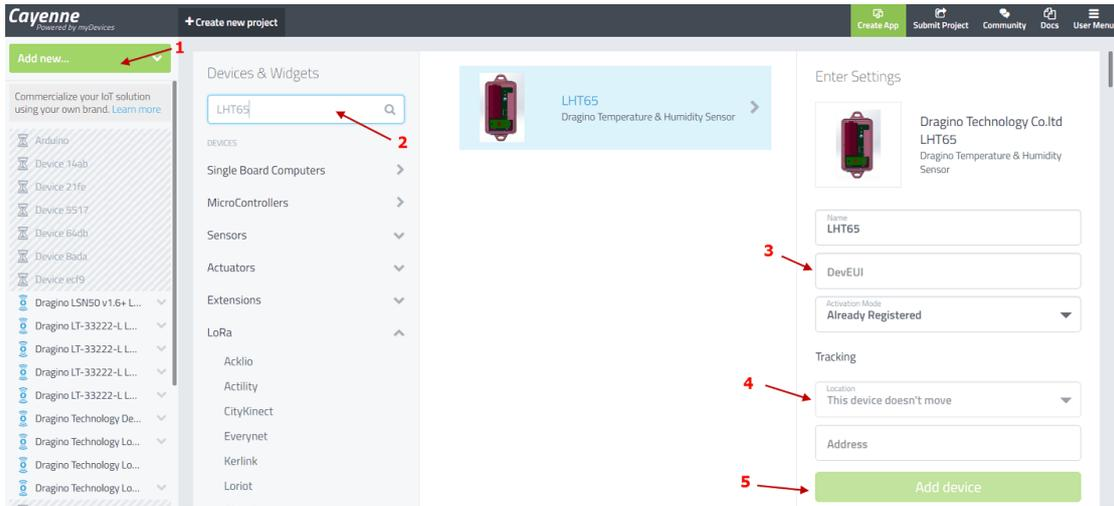 Cayenne
Powered by myDevices
+ Create new project
Create App
Submit Project
Community
Docs
User Menu
Add new...
1
Commercialize your IoT solution
using your own brand. Learn more
Arduino
Device 14ab
Device 21fe
Device 5517
Device 64db
Device 8ada
Device ecf9
Dragino LSN50 v1.6+ L...
Dragino LT-33222-L L...
Dragino LT-33222-L L...
Dragino LT-33222-L L...
Dragino LT-33222-L L...
Dragino Technology De...
Dragino Technology Lo...
Dragino Technology Lo...
Dragino Technology Lo...
Devices & Widgets
LHT65
2
DEVICES
Single Board Computers
MicroControllers
Sensors
Actuators
Extensions
LoRa
Acklio
Actility
CityKinect
Everynet
Kerlink
Loriot
LHT65
Dragino Temperature & Humidity Sensor
Enter Settings
Dragino Technology Co.ltd
LHT65
Dragino Temperature & Humidity
Sensor
Name
LHT65
3
DevEUI
Activation Mode
Already Registered
Tracking
4
Location
This device doesn't move
Address
5
Add device